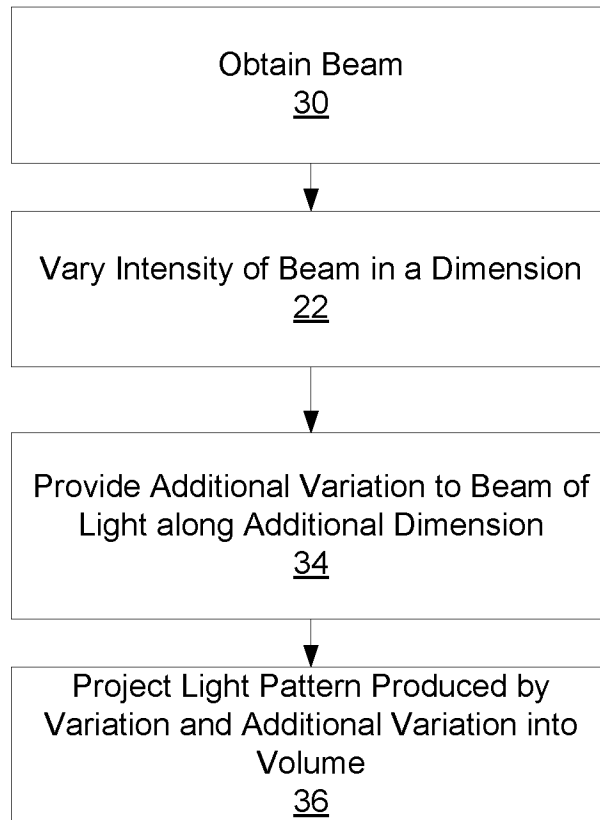 Obtain Beam
30
Vary Intensity of Beam in a Dimension
22
Provide Additional Variation to Beam of
Light along Additional Dimension
34
Project Light Pattern Produced by
Variation and Additional Variation into
Volume
36